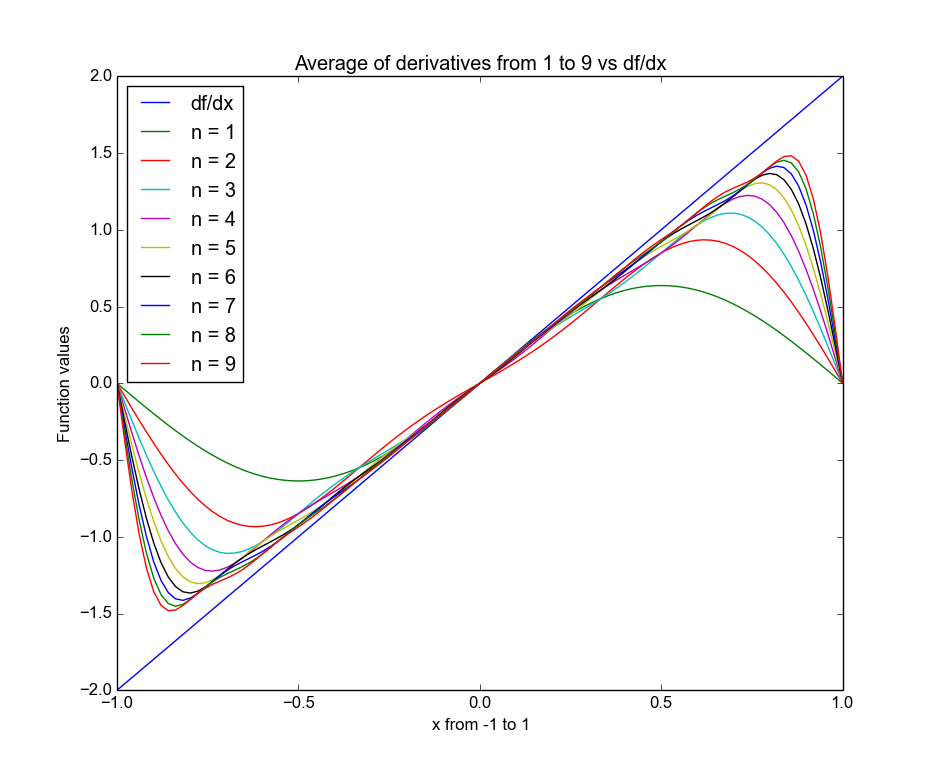 Average of derivatives from 1 to 9 vs df/dx
2.0
1.5
1.0
0.5
0.0
−0.5
−1.0
−1.5
−2.0
Function values
df/dx
n = 1
n = 2
n = 3
n = 4
n = 5
n = 6
n = 7
n = 8
n = 9
−1.0 −0.5 0.0 0.5 1.0
x from -1 to 1